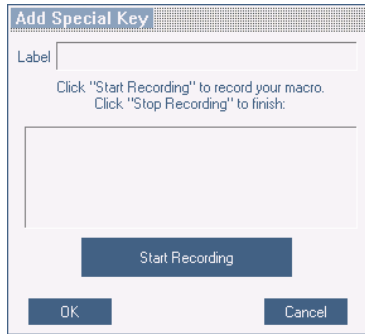 Add Special Key
Label
Click "Start Recording" to record your macro.
Click "Stop Recording" to finish:
Start Recording
OK Cancel